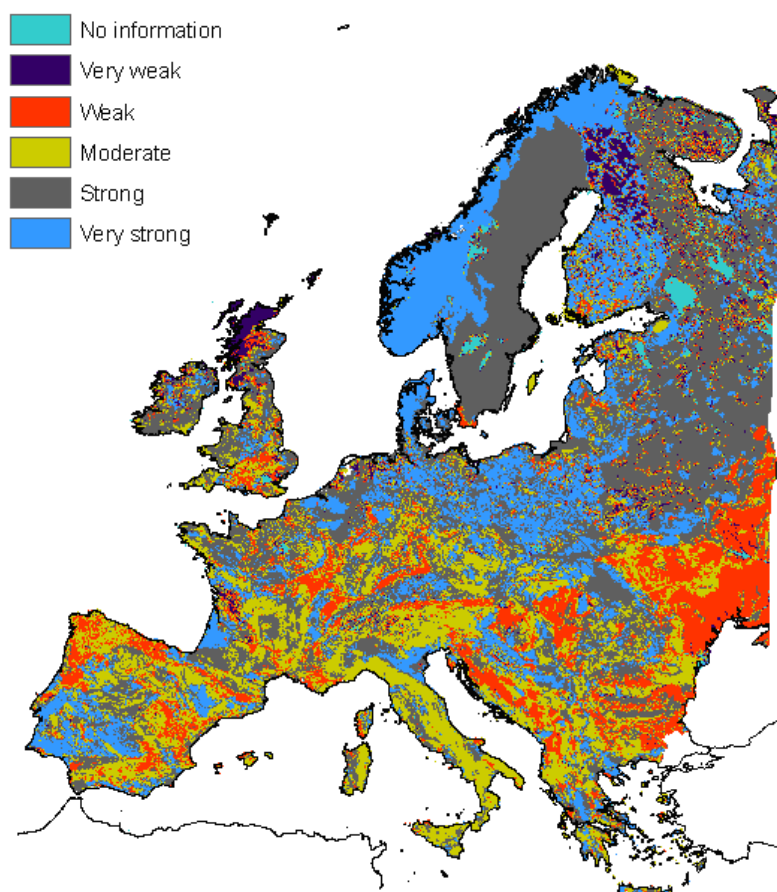 No information
Very weak
Weak
Moderate
Strong
Very strong